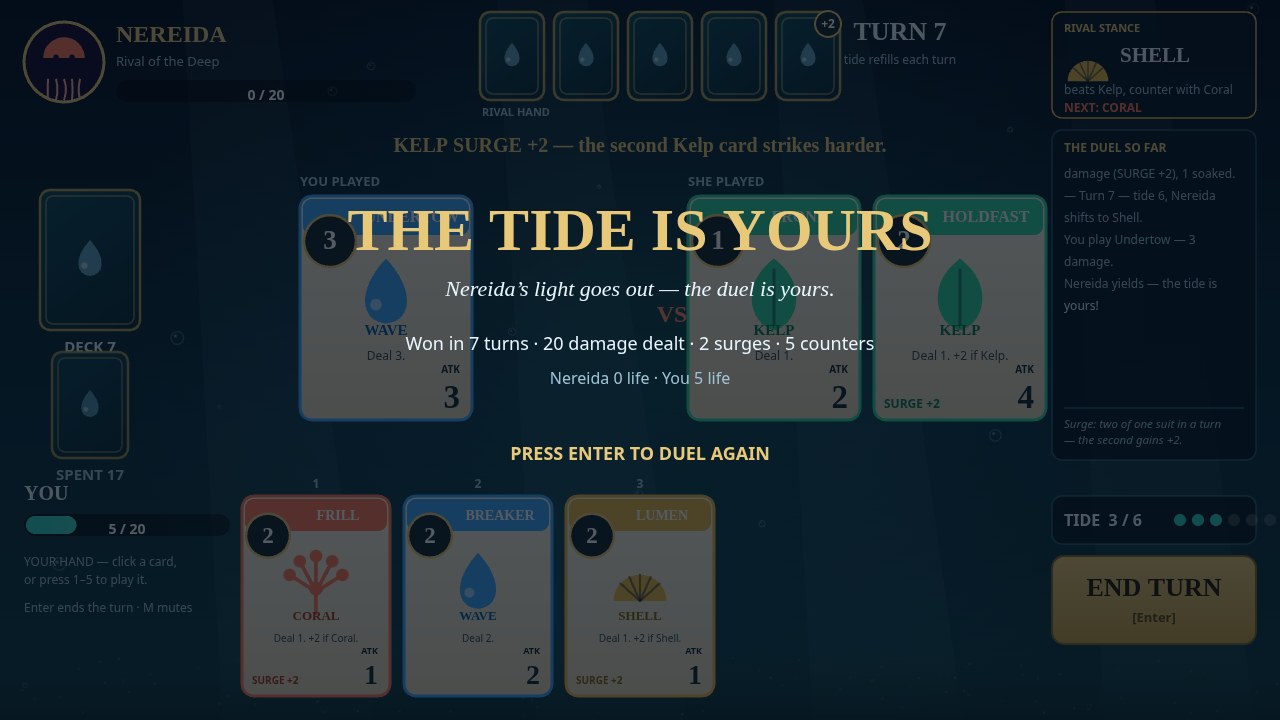 NEREIDA
Rival of the Deep
0 / 20
RIVAL HAND
+2
TURN 7
tide refills each turn
RIVAL STANCE
SHELL
beats Kelp, counter with Coral
NEXT: CORAL
KELP SURGE +2 — the second Kelp card strikes harder.
THE DUEL SO FAR
damage (SURGE +2), 1 soaked.
— Turn 7 — tide 6, Nereida
shifts to Shell.
You play Undertow — 3
damage.
Nereida yields — the tide is
yours!
Surge: two of one suit in a turn
— the second gains +2.
YOU PLAYED
SHE PLAYED
3
1
HOLDFAST
THE TIDE IS YOURS
Nereida’s light goes out — the duel is yours.
VS
WAVE
KELP
KELP
Won in 7 turns · 20 damage dealt · 2 surges · 5 counters
Deal 3.
Deal 1.
Deal 1. +2 if Kelp.
ATK
3
ATK
2
SURGE +2
ATK
4
Nereida 0 life · You 5 life
PRESS ENTER TO DUEL AGAIN
DECK 7
SPENT 17
YOU
5 / 20
YOUR HAND — click a card,
or press 1–5 to play it.
Enter ends the turn · M mutes
1
2
FRILL
CORAL
Deal 1. +2 if Coral.
SURGE +2
ATK
1
2
2
BREAKER
WAVE
Deal 2.
ATK
2
3
2
LUMEN
SHELL
Deal 1. +2 if Shell.
SURGE +2
ATK
1
TIDE 3 / 6
END TURN
[Enter]